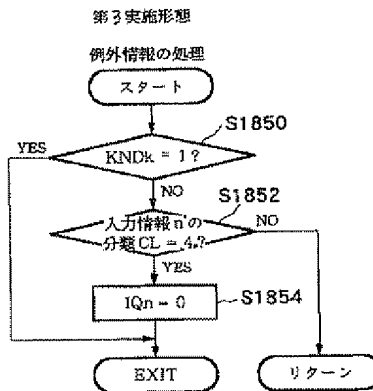 第3実施形態
例外情報の処理
スタート
S1850
YES
KNDk = 1?
NO
S1852
入力情報n'の
分類CL = 4?
NO
YES
IQn = 0
S1854
EXIT
リターン